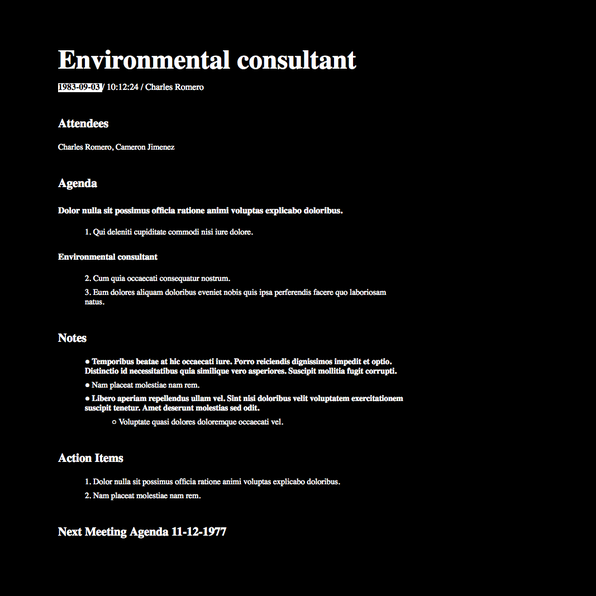 Environmental consultant
1983-09-03 / 10:12:24 / Charles Romero
Attendees
Charles Romero, Cameron Jimenez
Agenda
Dolor nulla sit possimus officia ratione animi voluptas explicabo doloribus.
1. Qui deleniti cupiditate commodi nisi iure dolore.
Environmental consultant
2. Cum quia occaecati consequatur nostrum.
3. Eum dolores aliquam doloribus eveniet nobis quis ipsa perferendis facere quo laboriosam
natus.
Notes
● Temporibus beatae at hic occaecati iure. Porro reiciendis dignissimos impedit et optio.
Distinctio id necessitatibus quia similique vero asperiores. Suscipit mollitia fugit corrupti.
● Nam placeat molestiae nam rem.
● Libero aperiam repellendus ullam vel. Sint nisi doloribus velit voluptatem exercitationem
suscipit tenetur. Amet deserunt molestias sed odit.
○ Voluptate quasi dolores doloremque occaecati vel.
Action Items
1. Dolor nulla sit possimus officia ratione animi voluptas explicabo doloribus.
2. Nam placeat molestiae nam rem.
Next Meeting Agenda 11-12-1977